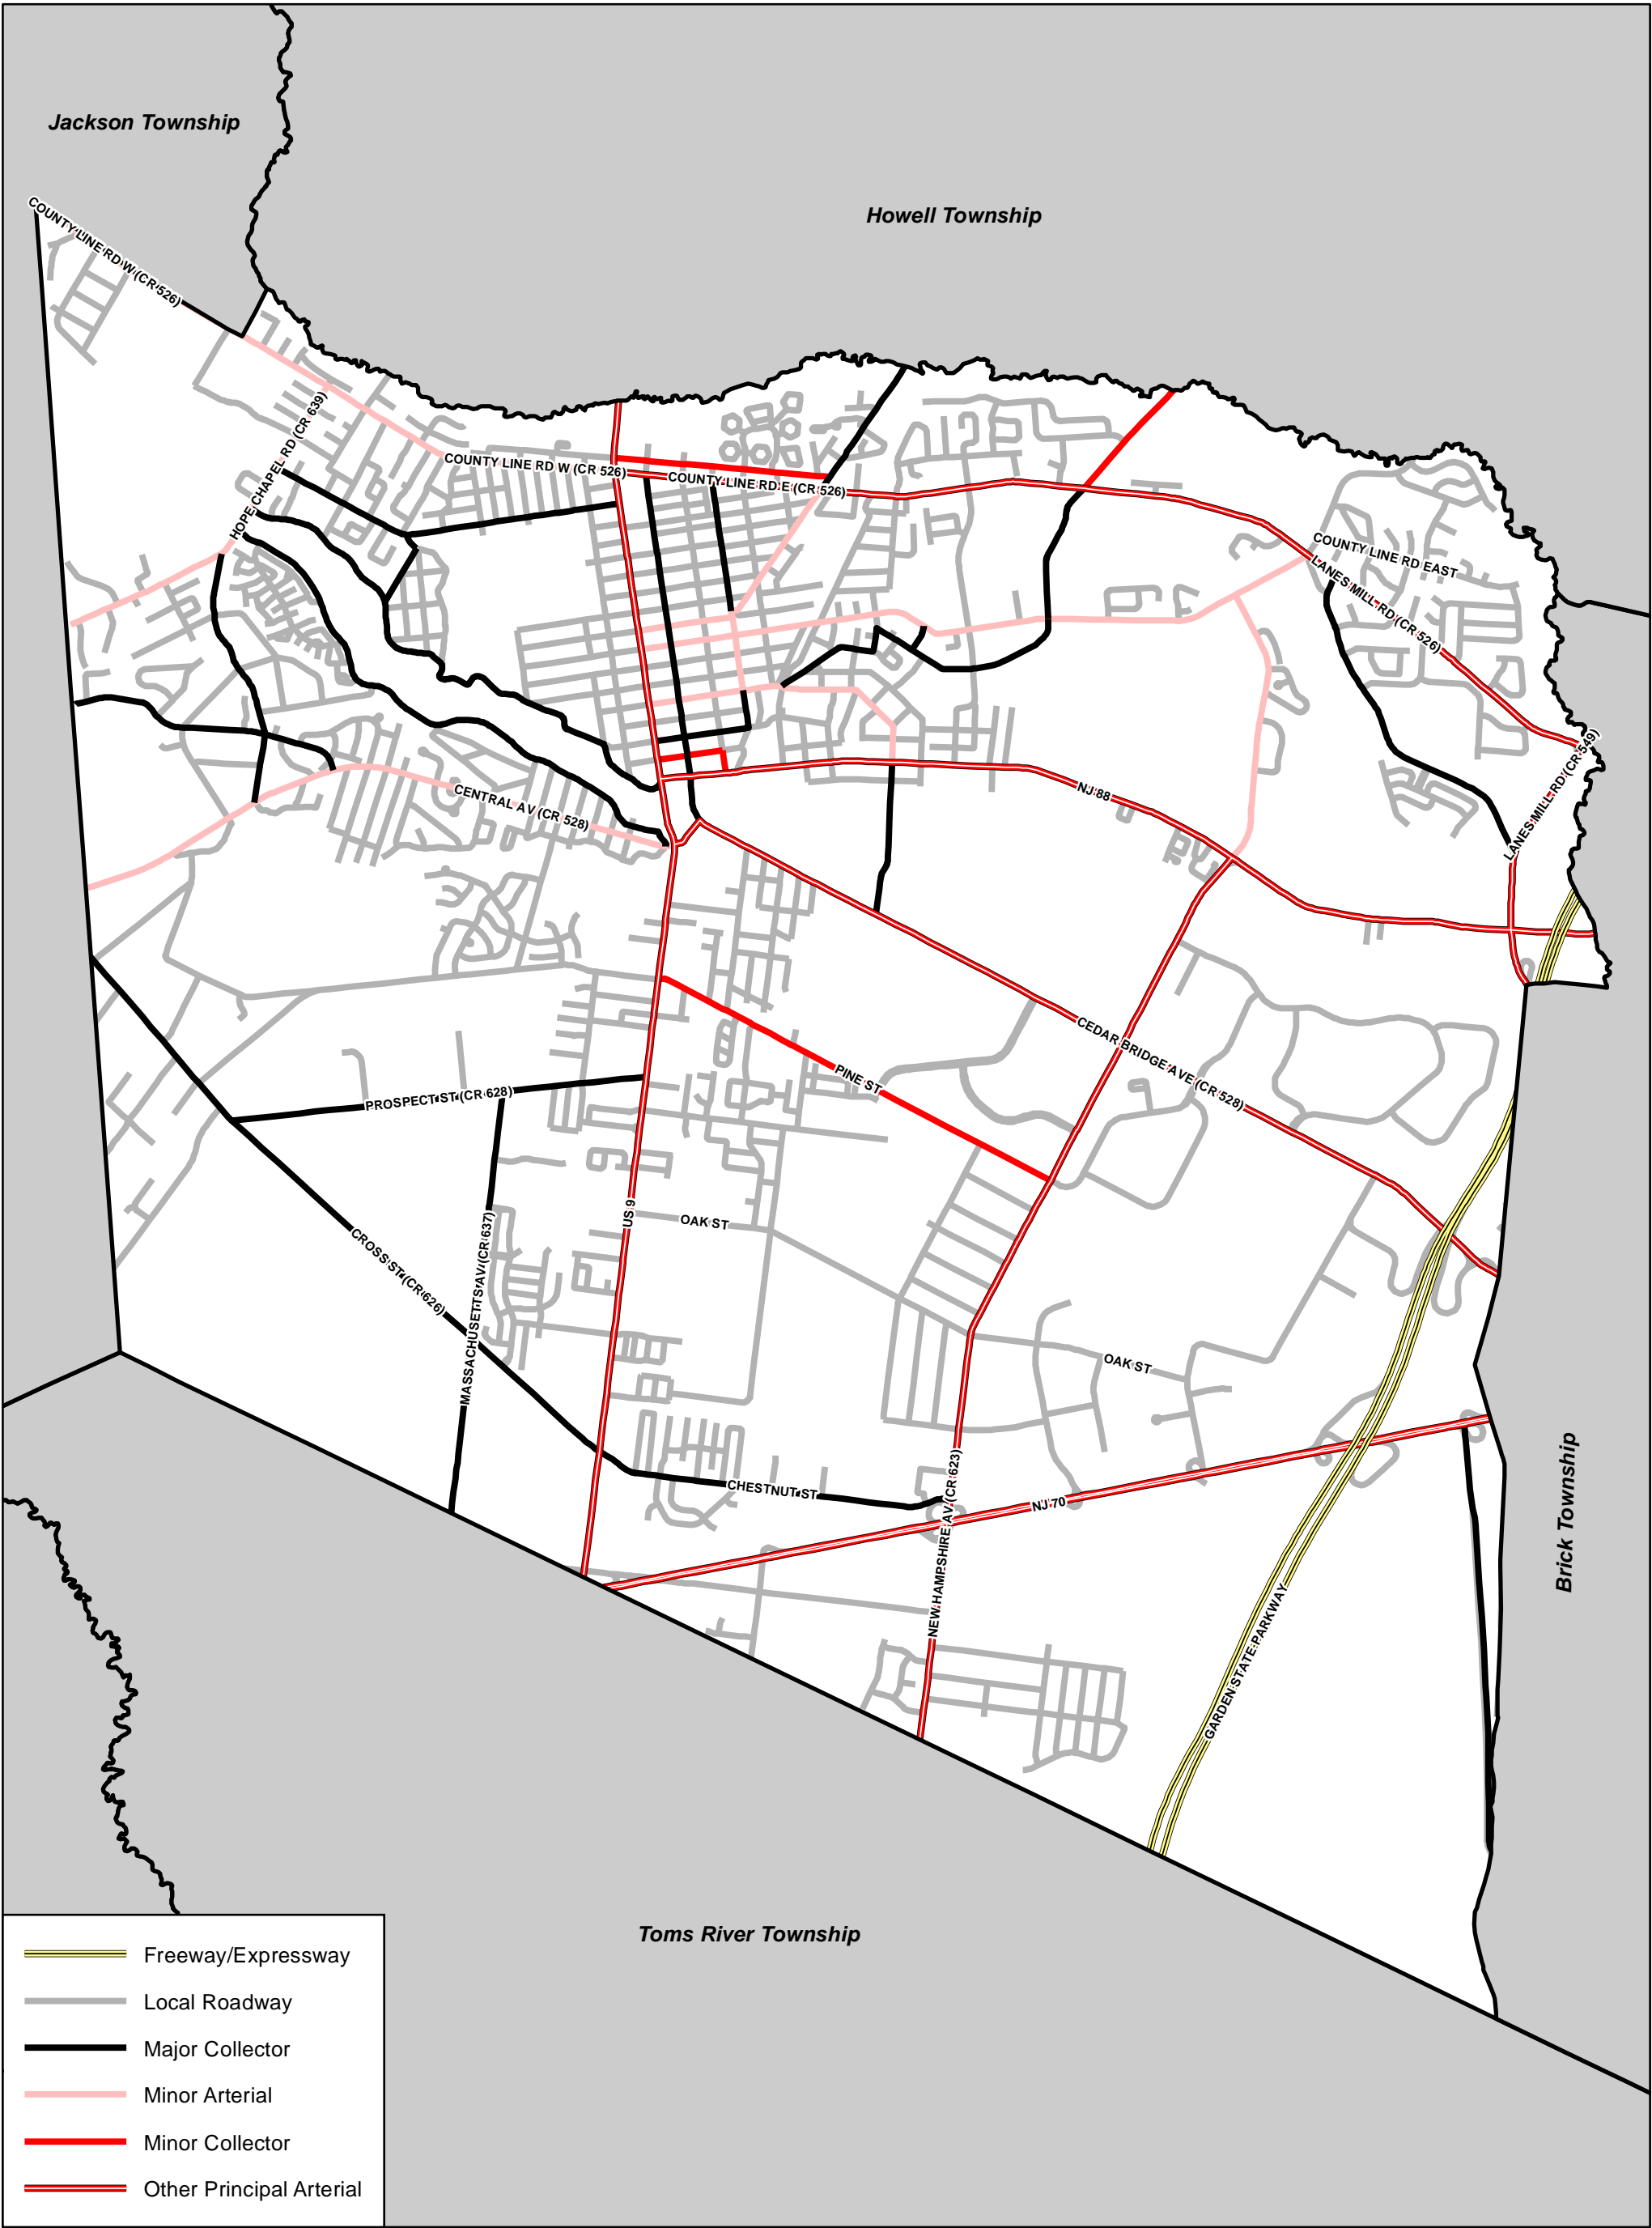 Jackson Township
Howell Township
COUNTY LINE RD W (CR 526)
HOPE CHAPEL RD (CR 639)
COUNTY LINE RD W (CR 526)
COUNTY LINE RD E (CR 526)
COUNTY LINE RD EAST
LANES MILL RD (CR 526)
LANES MILL RD (CR 549)
CENTRAL AV (CR 528)
NJ 88
CEDAR BRIDGE AVE (CR 528)
PINE ST
PROSPECT ST (CR 628)
CROSS ST (CR 626)
MASSACHUSETTS AV (CR 637)
US 9
OAK ST
OAK ST
CHESTNUT ST
NEW HAMPSHIRE AV (CR 623)
NJ 70
GARDEN STATE PARKWAY
Brick Township
Toms River Township
Freeway/Expressway
Local Roadway
Major Collector
Minor Arterial
Minor Collector
Other Principal Arterial